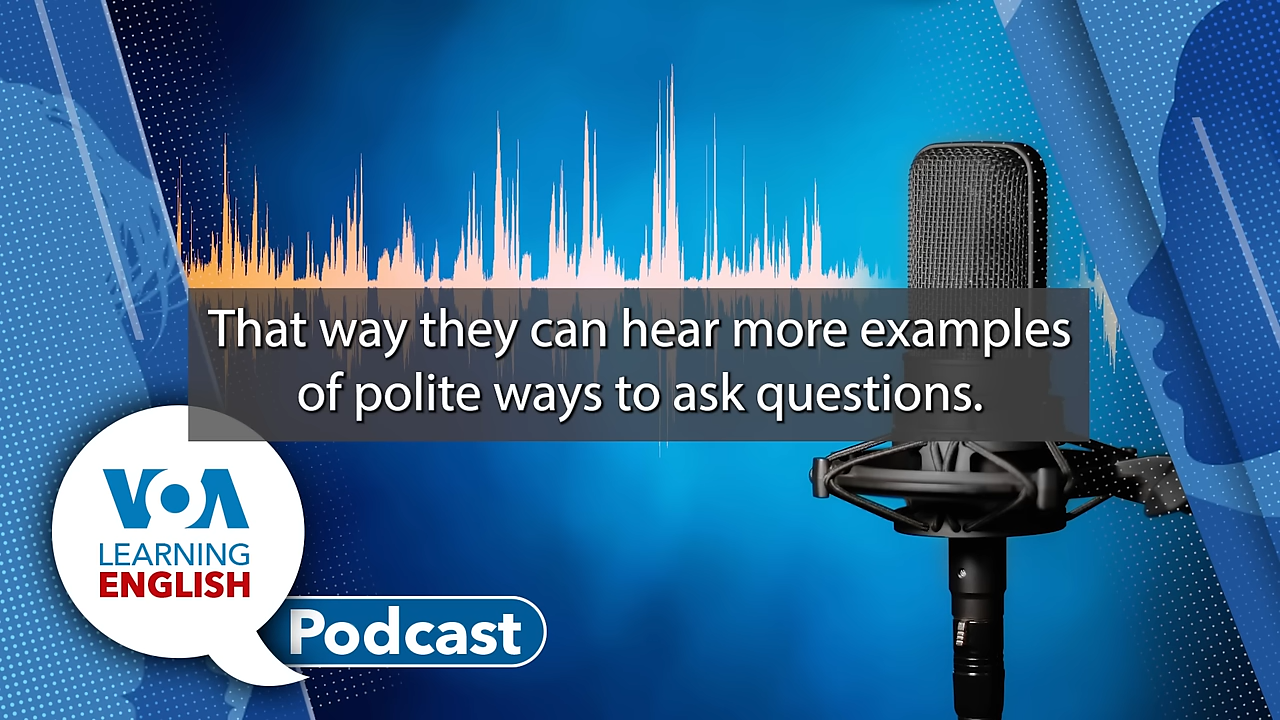 That way they can hear more examples
of polite ways to ask questions.
VOA
LEARNING
ENGLISH
Podcast